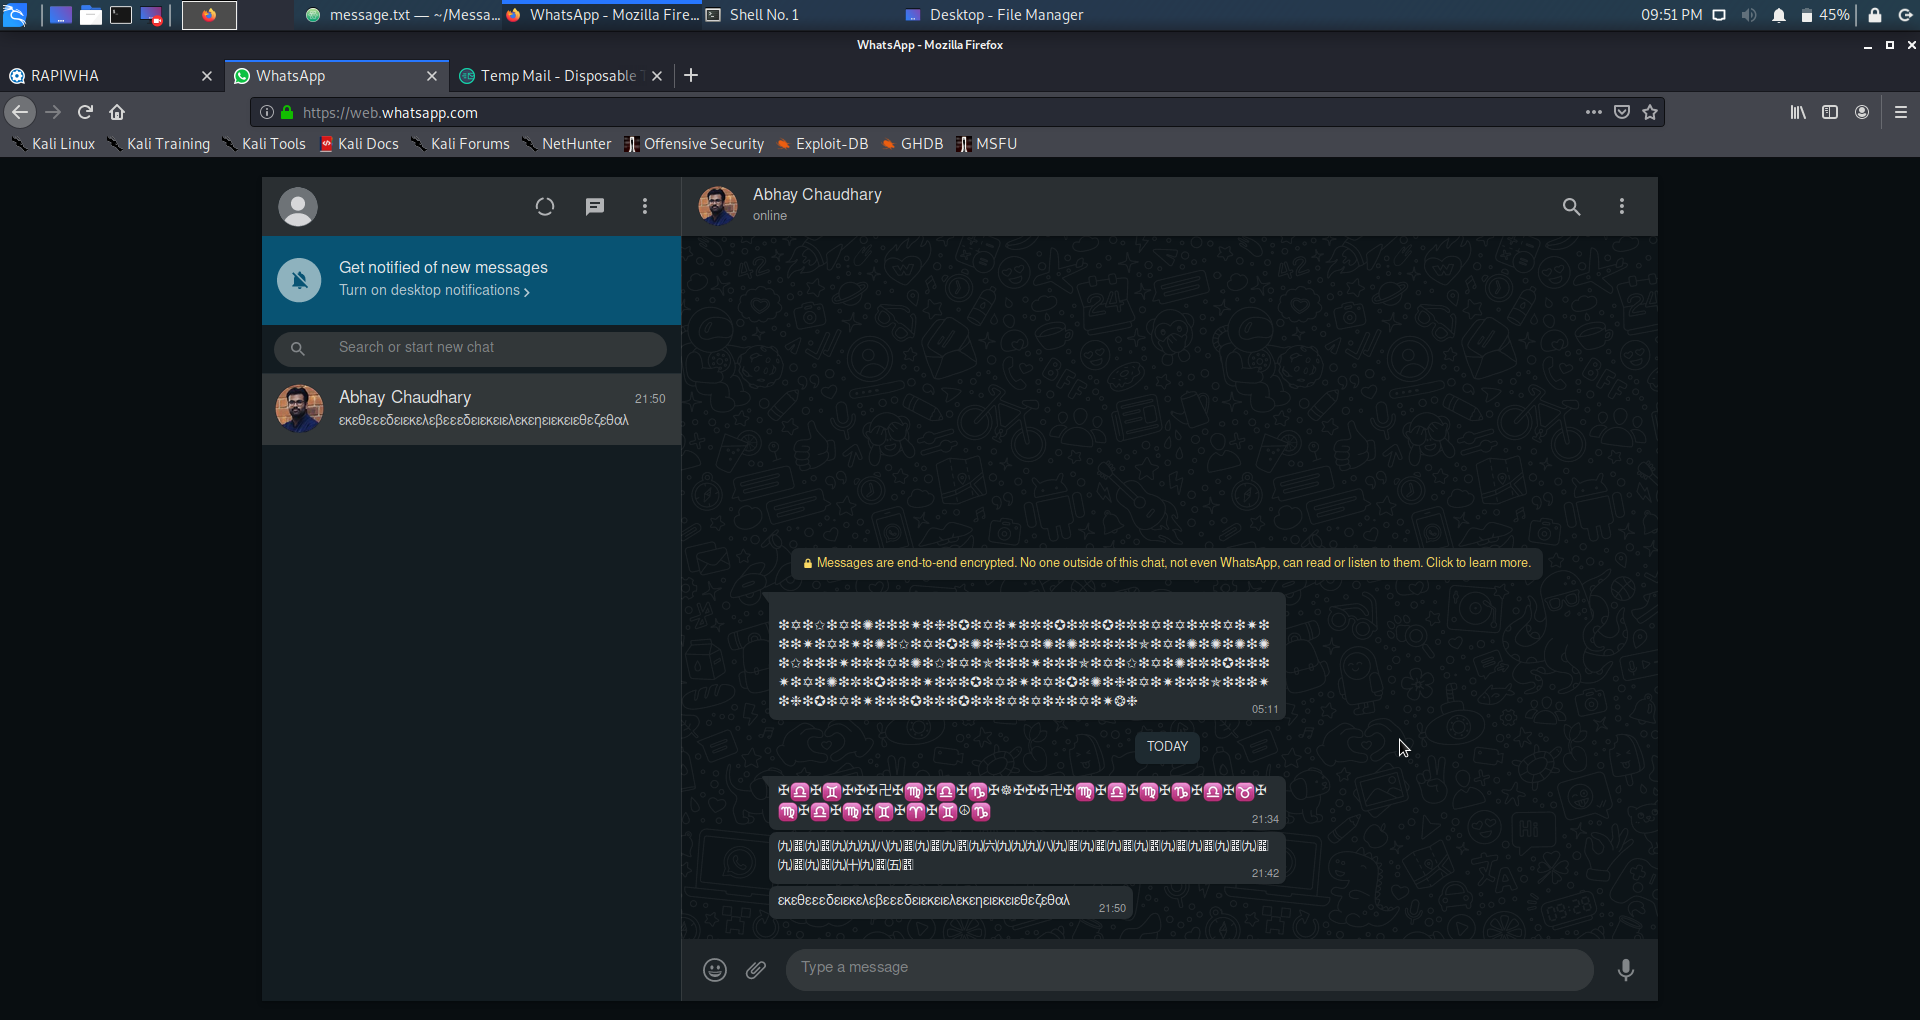 message.txt — ~/Messa...
WhatsApp - Mozilla Fire...
Shell No. 1
Desktop - File Manager
09:51 PM
45%
WhatsApp - Mozilla Firefox
RAPIWHA
WhatsApp
Temp Mail - Disposable
https://web.whatsapp.com
Kali Linux
Kali Training
Kali Tools
Kali Docs
Kali Forums
NetHunter
Offensive Security
Exploit-DB
GHDB
MSFU
Get notified of new messages
Turn on desktop notifications
Search or start new chat
Abhay Chaudhary
21:50
εκεθεεεδειεκελεβεεεδειεκειελεκεηειεκειεθεζεθαλ
Abhay Chaudhary
online
Messages are end-to-end encrypted. No one outside of this chat, not even WhatsApp, can read or listen to them. Click to learn more.
05:11
TODAY
21:34
21:42
εκεθεεεδειεκελεβεεεδειεκειελεκεηειεκειεθεζεθαλ
21:50
Type a message